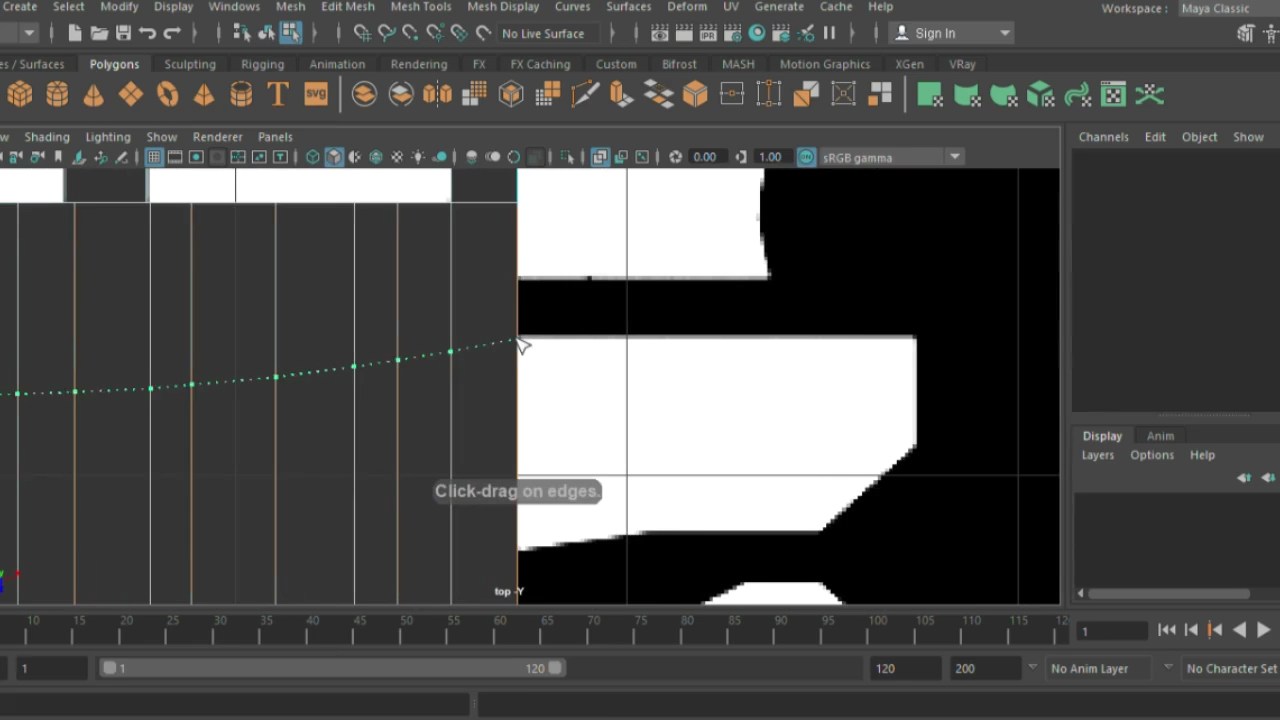 Create Select Modify Display Windows Mesh Edit Mesh Mesh Tools Mesh Display Curves Surfaces Deform UV Generate Cache Help Workspace : Maya Classic
No Live Surface Sign In
es / Surfaces Polygons Sculpting Rigging Animation Rendering FX FX Caching Custom Bifrost MASH Motion Graphics XGen VRay
T svg
w Shading Lighting Show Renderer Panels Channels Edit Object Show
0.00 1.00 sRGB gamma
Display Anim
Layers Options Help
Click-drag on edges.
y x
top -Y
10 15 20 25 30 35 40 45 50 55 60 65 70 75 80 85 90 95 100 105 110 115 12
1
1 1 120 120 200 No Anim Layer No Character Set